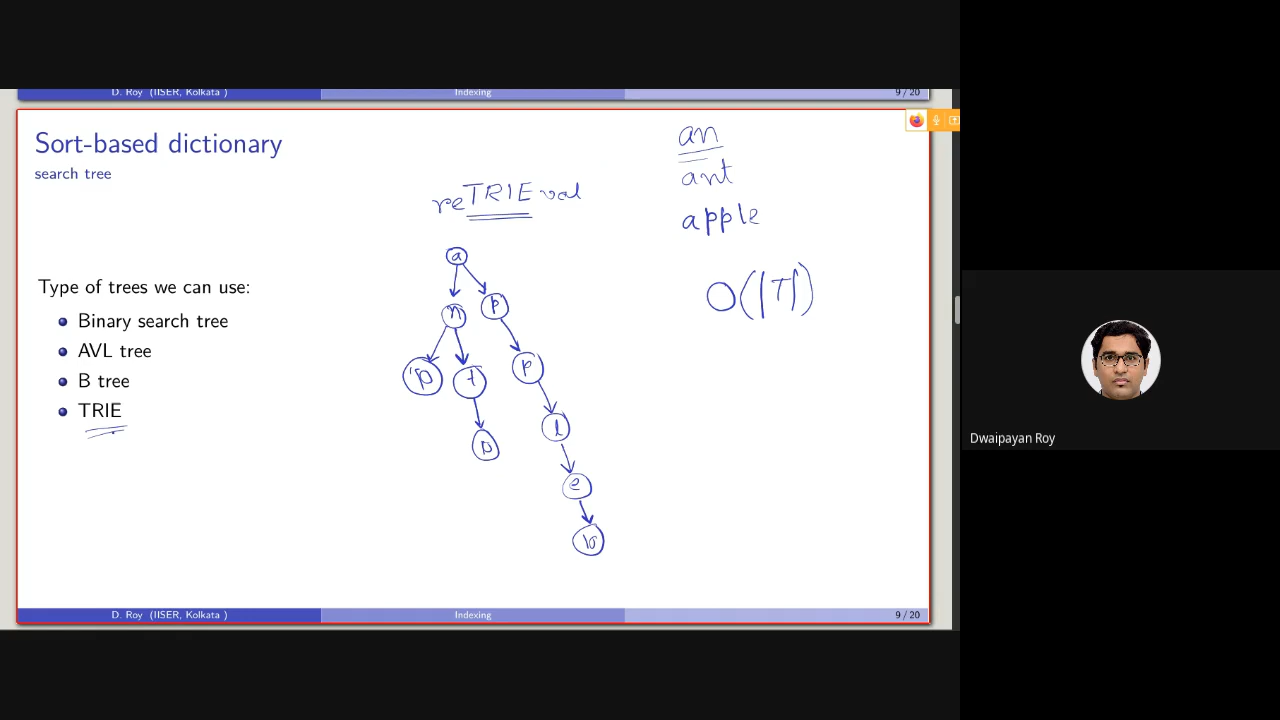 D. Roy (IISER, Kolkata ) Indexing 9 / 20
Sort-based dictionary
search tree
an
ant
apple
reTRIEval
O(|T|)
Type of trees we can use:
Binary search tree
AVL tree
B tree
TRIE
a
n p
t p
l
e
D. Roy (IISER, Kolkata ) Indexing 9 / 20
Dwaipayan Roy